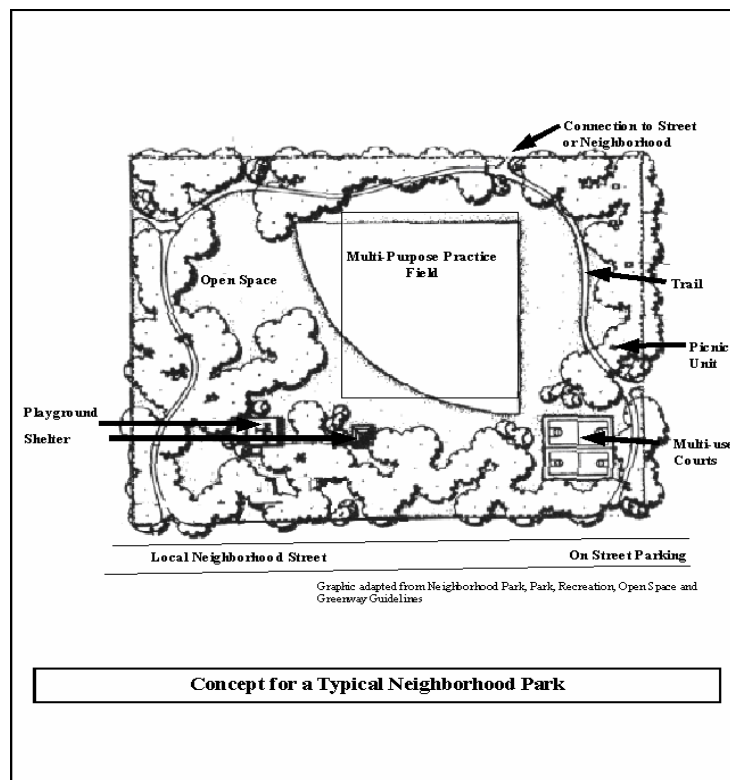 Connection to Street
or Neighborhood
Multi-Purpose Practice
Field
Open Space
Trail
Picnic
Unit
Playground
Shelter
Multi-use
Courts
Local Neighborhood Street
On Street Parking
Graphic adapted from Neighborhood Park, Park, Recreation, Open Space and
Greenway Guidelines
Concept for a Typical Neighborhood Park